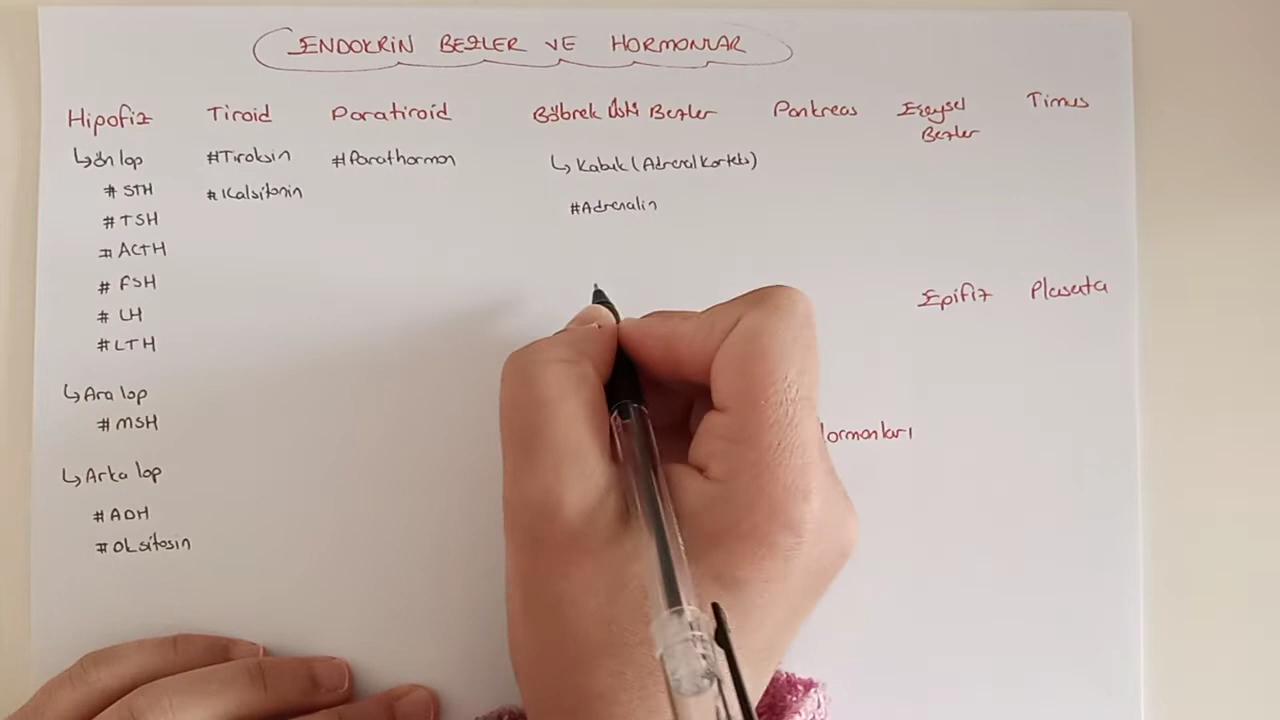 ENDOKRİN BEZLER VE HORMONLAR
Hipofiz
↳ön lop
#STH
#TSH
#ACTH
#FSH
#LH
#LTH
↳Ara lop
#MSH
↳Arka lop
#ADH
#Oksitosin
Tiroid
#Tiroksin
#Kalsitonin
Paratiroid
#Parathormon
Böbrek Üstü Bezler
↳Kabuk (Adrenal Korteks)
#Adrenalin
Pankreas
Eşeysel
Bezler
Timus
Epifiz
Plasenta
ormonları